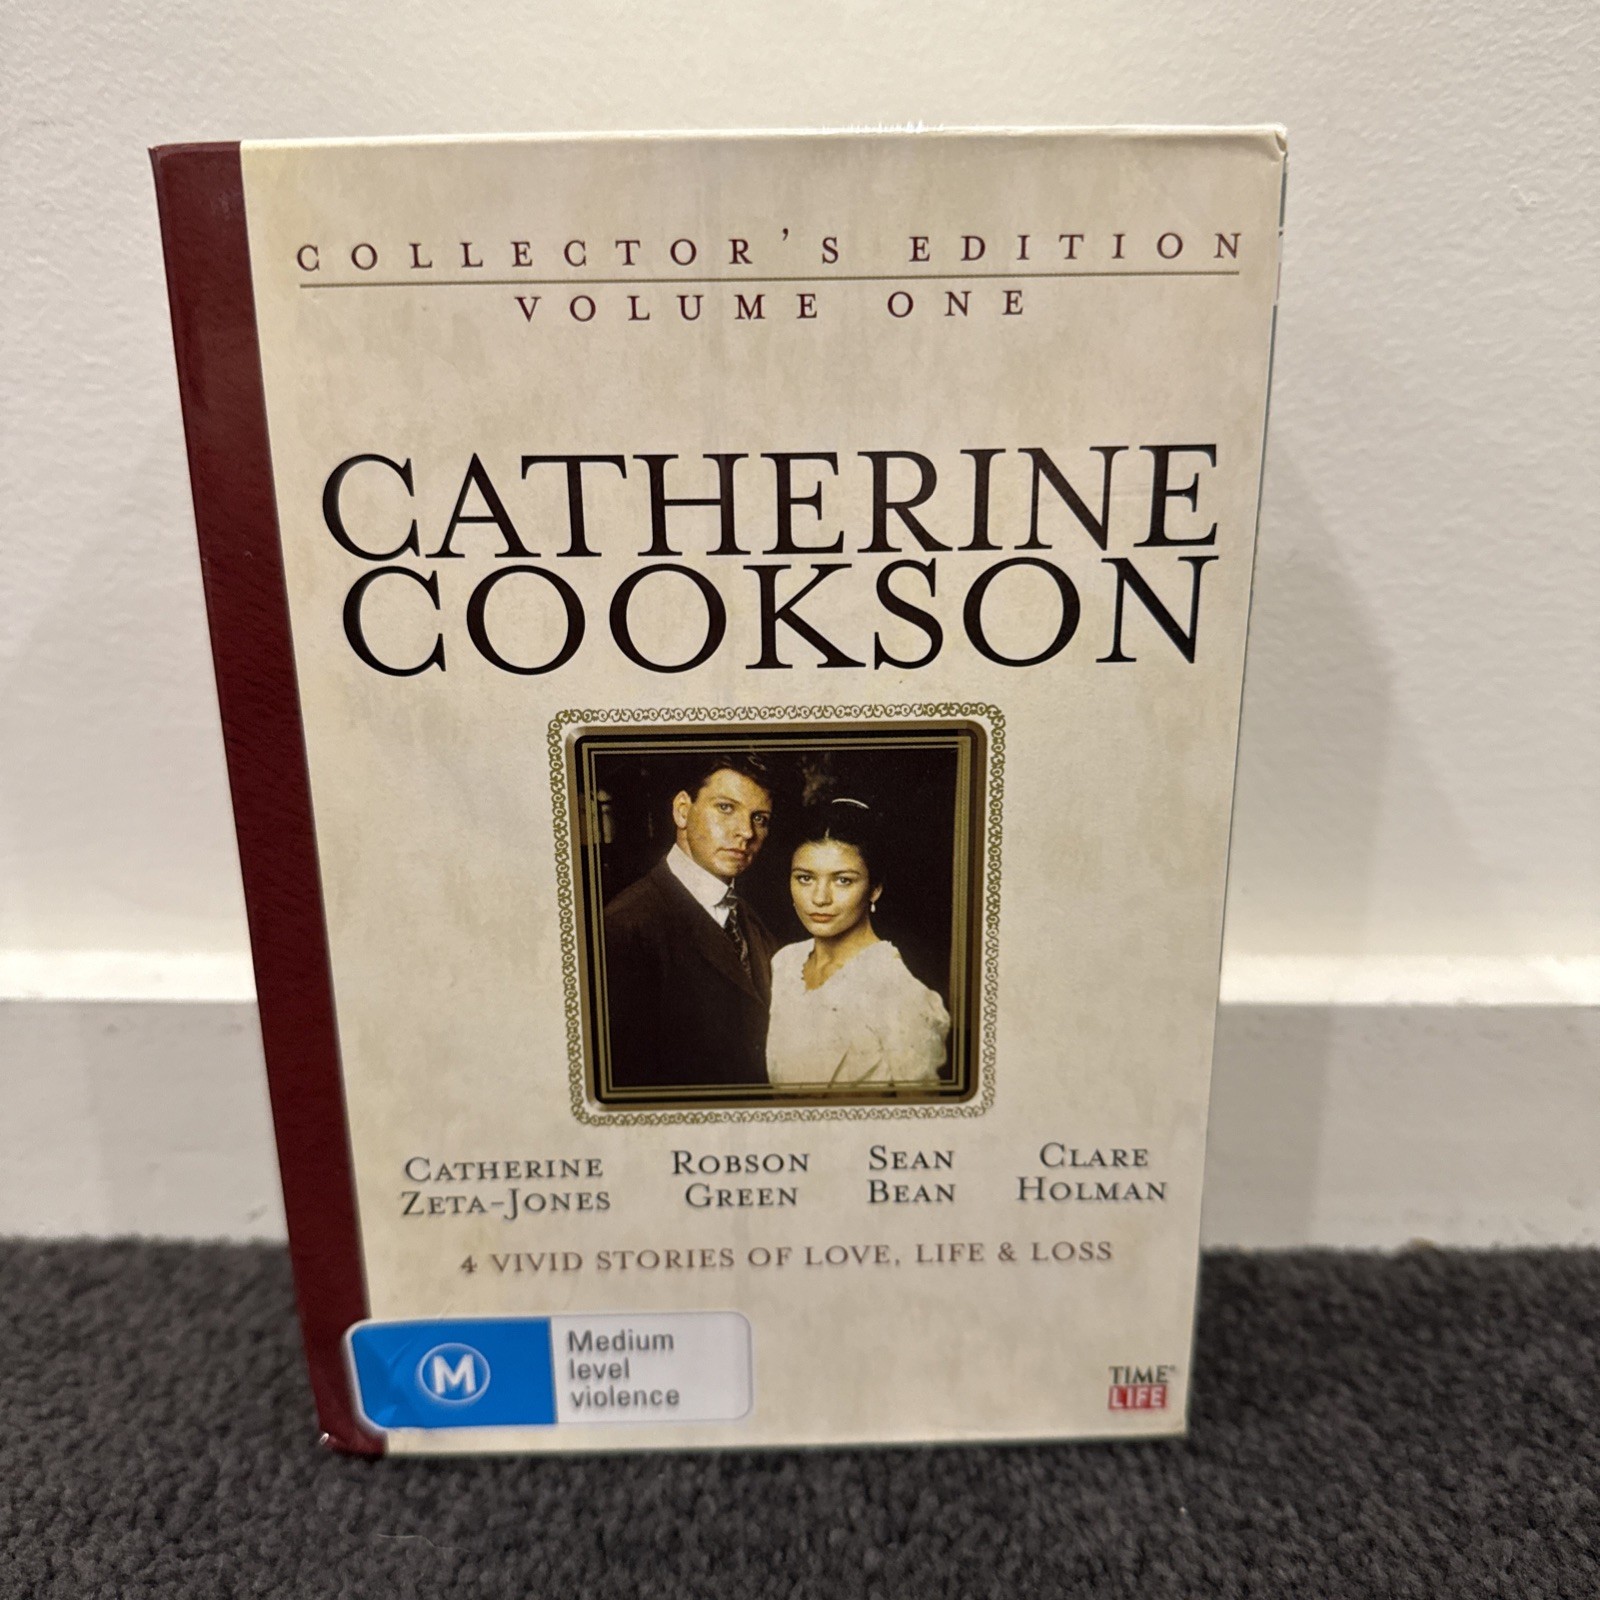 COLLECTOR'S EDITION
VOLUME ONE
CATHERINE
COOKSON
CATHERINE ZETA-JONES
ROBSON GREEN
SEAN BEAN
CLARE HOLMAN
4 VIVID STORIES OF LOVE, LIFE & LOSS
M
Medium
level
violence
TIME
LIFE